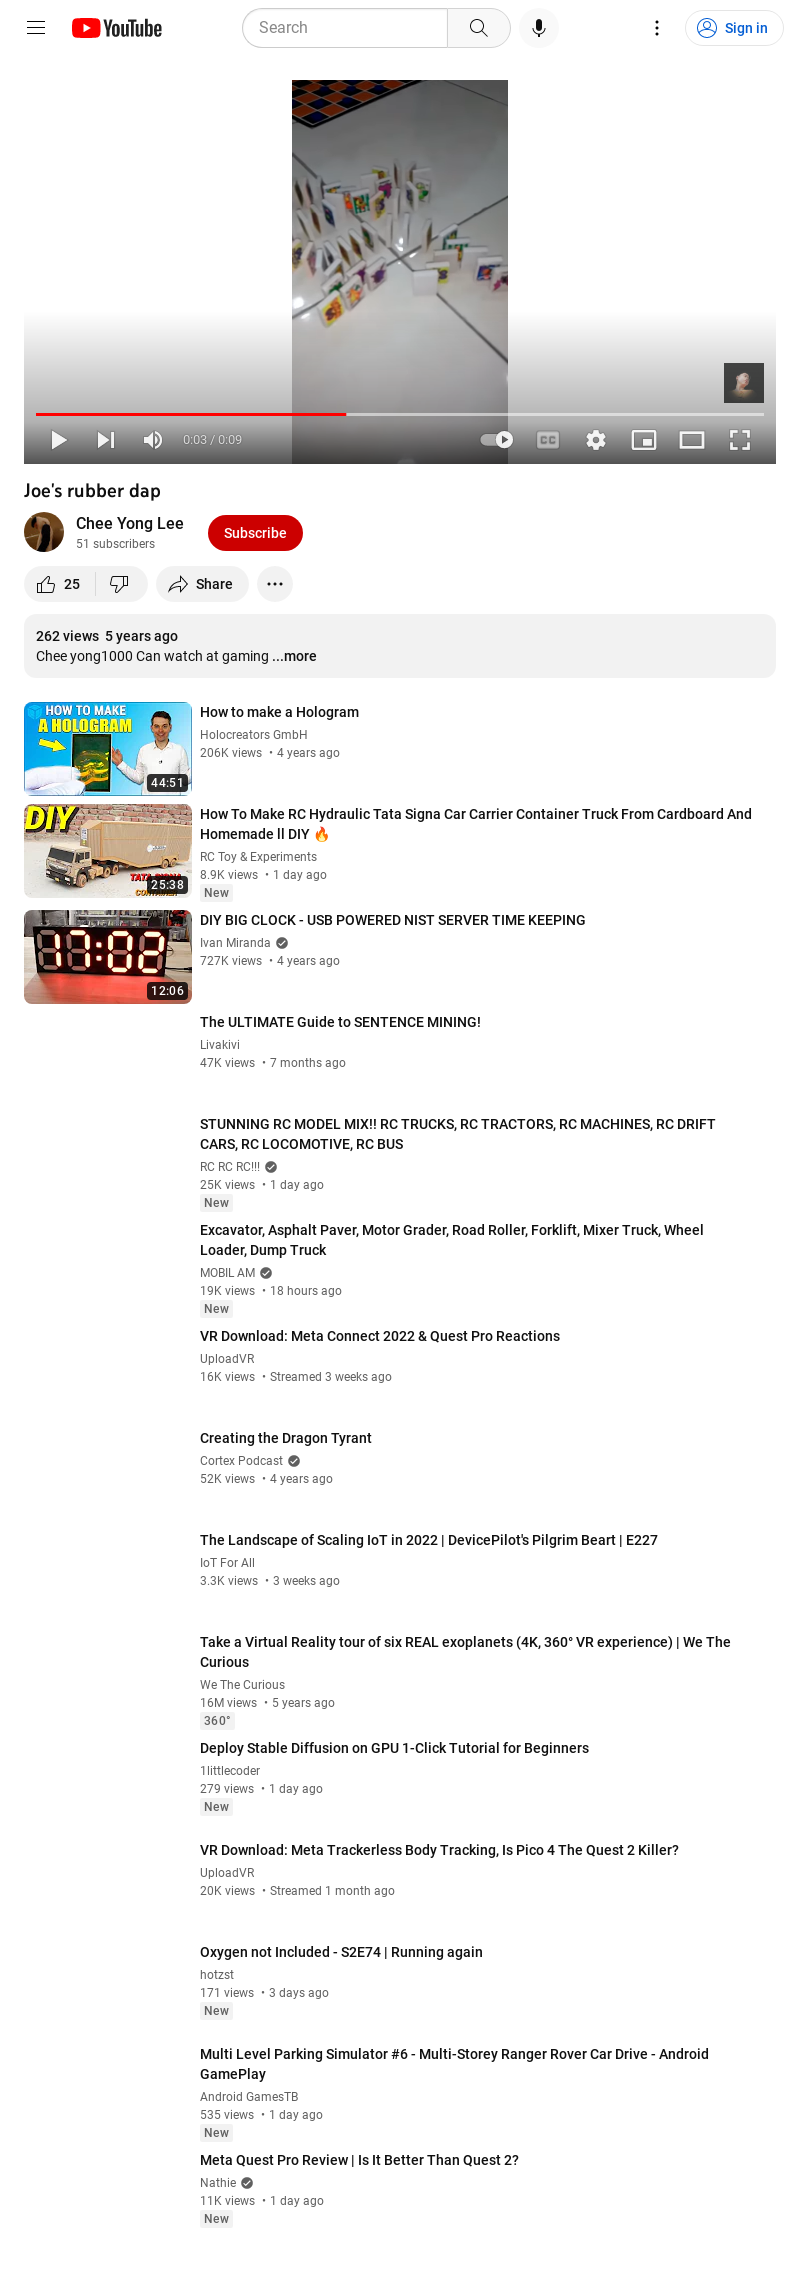 YouTube
Search
Sign in
0:03 / 0:09
CC
Joe's rubber dap
Chee Yong Lee
51 subscribers
Subscribe
25
Share
262 views 5 years ago
Chee yong1000 Can watch at gaming ...more
HOW TO MAKE
A HOLOGRAM
44:51
How to make a Hologram
Holocreators GmbH
206K views • 4 years ago
DIY
TATA SIGNA
CONTAINER
25:38
How To Make RC Hydraulic Tata Signa Car Carrier Container Truck From Cardboard And
Homemade ll DIY 🔥
RC Toy & Experiments
8.9K views • 1 day ago
New
17:02
12:06
DIY BIG CLOCK - USB POWERED NIST SERVER TIME KEEPING
Ivan Miranda
727K views • 4 years ago
The ULTIMATE Guide to SENTENCE MINING!
Livakivi
47K views • 7 months ago
STUNNING RC MODEL MIX!! RC TRUCKS, RC TRACTORS, RC MACHINES, RC DRIFT
CARS, RC LOCOMOTIVE, RC BUS
RC RC RC!!!
25K views • 1 day ago
New
Excavator, Asphalt Paver, Motor Grader, Road Roller, Forklift, Mixer Truck, Wheel
Loader, Dump Truck
MOBIL AM
19K views • 18 hours ago
New
VR Download: Meta Connect 2022 & Quest Pro Reactions
UploadVR
16K views • Streamed 3 weeks ago
Creating the Dragon Tyrant
Cortex Podcast
52K views • 4 years ago
The Landscape of Scaling IoT in 2022 | DevicePilot's Pilgrim Beart | E227
IoT For All
3.3K views • 3 weeks ago
Take a Virtual Reality tour of six REAL exoplanets (4K, 360° VR experience) | We The
Curious
We The Curious
16M views • 5 years ago
360°
Deploy Stable Diffusion on GPU 1-Click Tutorial for Beginners
1littlecoder
279 views • 1 day ago
New
VR Download: Meta Trackerless Body Tracking, Is Pico 4 The Quest 2 Killer?
UploadVR
20K views • Streamed 1 month ago
Oxygen not Included - S2E74 | Running again
hotzst
171 views • 3 days ago
New
Multi Level Parking Simulator #6 - Multi-Storey Ranger Rover Car Drive - Android
GamePlay
Android GamesTB
535 views • 1 day ago
New
Meta Quest Pro Review | Is It Better Than Quest 2?
Nathie
11K views • 1 day ago
New